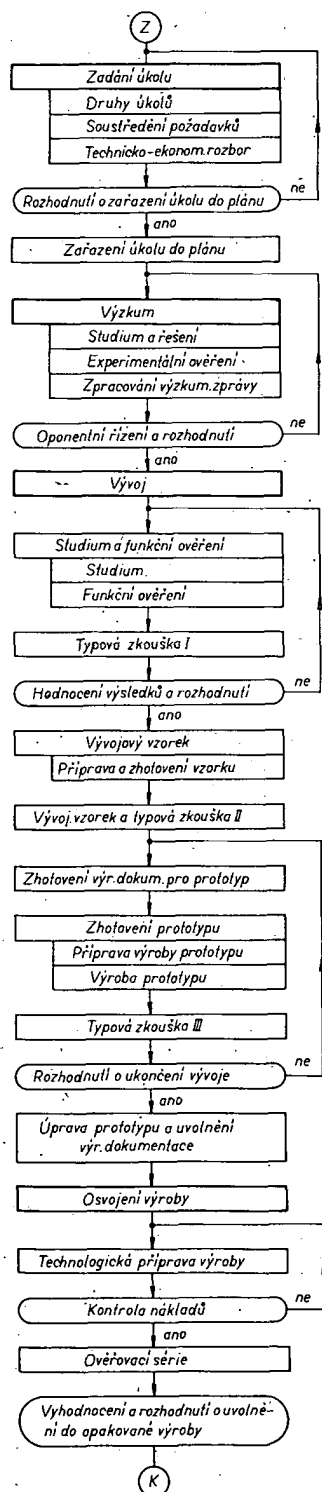 Z
Zadání úkolu
Druhy úkolů
Soustředění požadavků
Technicko-ekonom. rozbor
ne
Rozhodnutí o zařazení úkolu do plánu
ano
Zařazení úkolu do plánu
Výzkum
Studium a řešení
Experimentální ověření
Zpracování výzkum. zprávy
ne
Oponentní řízení a rozhodnutí
ano
Vývoj
Studium a funkční ověření
Studium
Funkční ověření
Typová zkouška I
ne
Hodnocení výsledků a rozhodnutí
ano
Vývojový vzorek
Příprava a zhotovení vzorku
Vývoj. vzorek a typová zkouška II
Zhotovení výr. dokum. pro prototyp
Zhotovení prototypu
Příprava výroby prototypu
Výroba prototypu
Typová zkouška III
ne
Rozhodnutí o ukončení vývoje
ano
Úprava prototypu a uvolnění
výr. dokumentace
Osvojení výroby
Technologická příprava výroby
ne
Kontrola nákladů
ano
Ověřovací série
Vyhodnocení a rozhodnutí o uvolně-
ní do opakované výroby
K